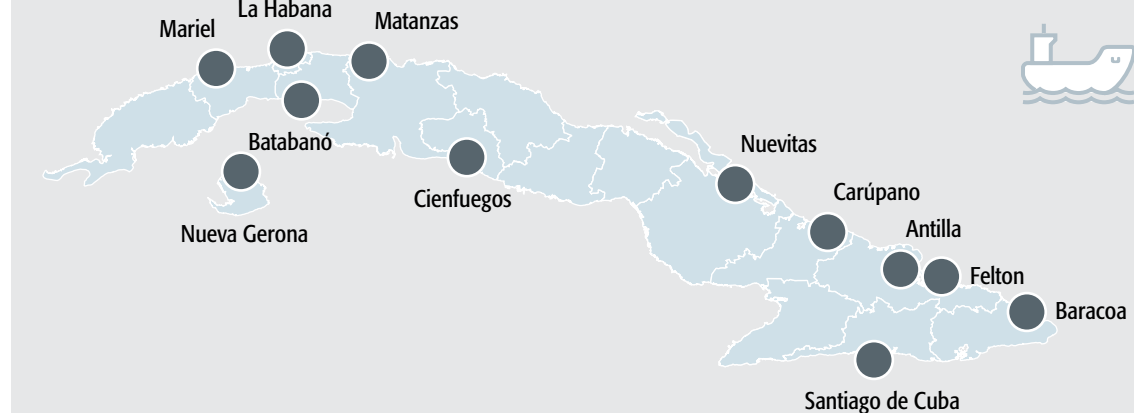 La Habana
Mariel
Matanzas
Batabanó
Nuevitas
Cienfuegos
Carúpano
Nueva Gerona
Antilla
Felton
Baracoa
Santiago de Cuba